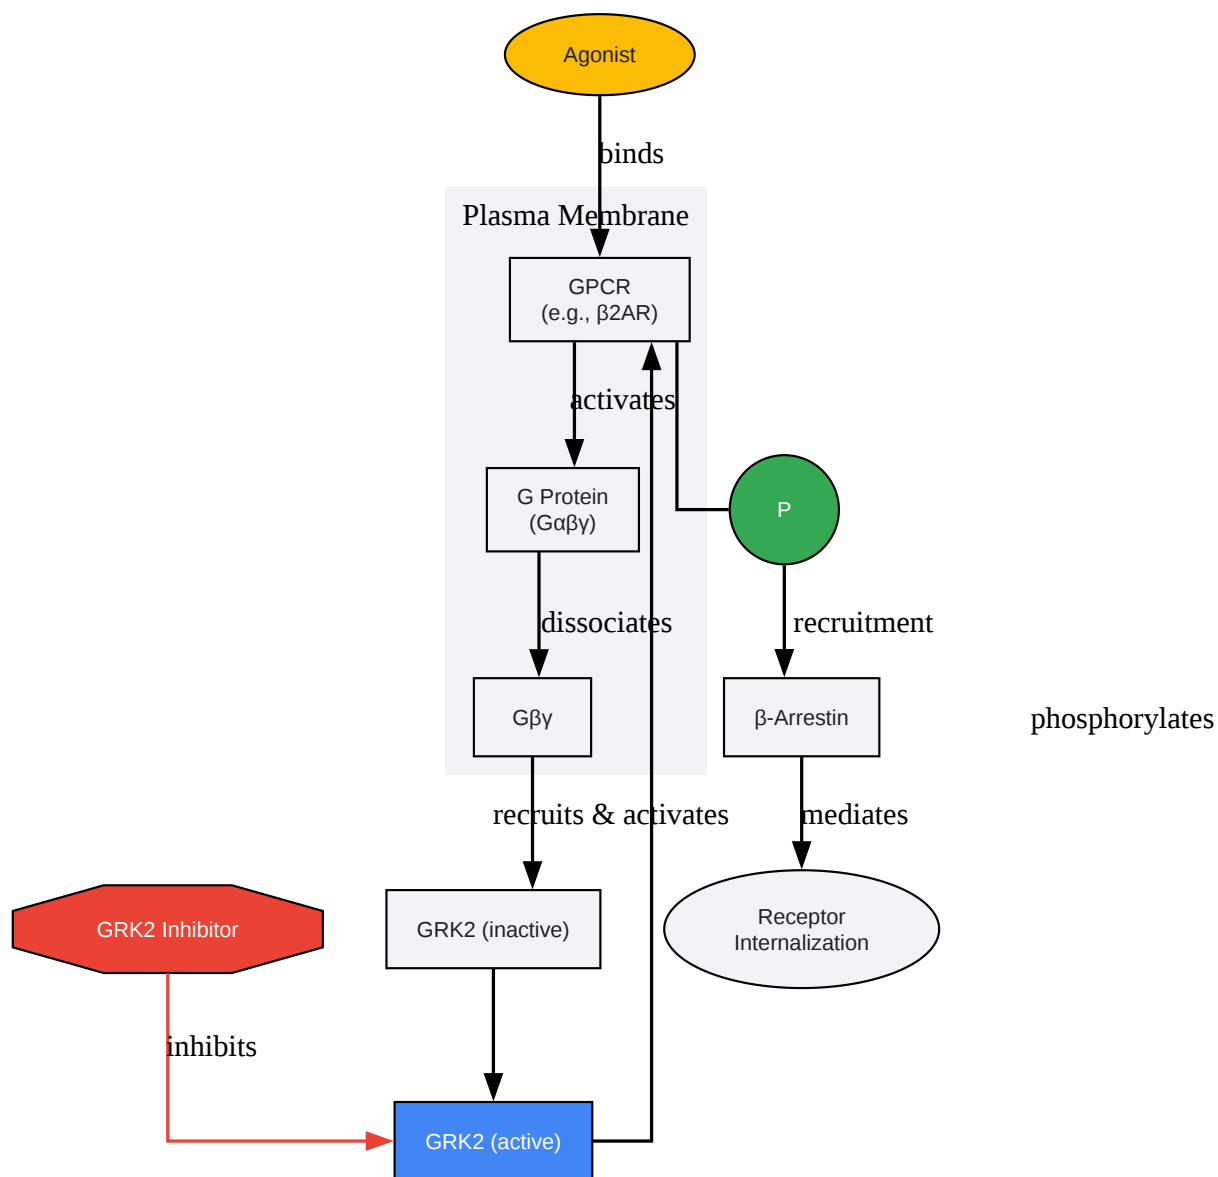 Agonist
binds
Plasma Membrane
GPCR
(e.g., β2AR)
activates
G Protein
(Gαβγ)
P
dissociates
recruitment
Gβγ
β-Arrestin
phosphorylates
recruits & activates
mediates
GRK2 Inhibitor
GRK2 (inactive)
Receptor
Internalization
inhibits
GRK2 (active)